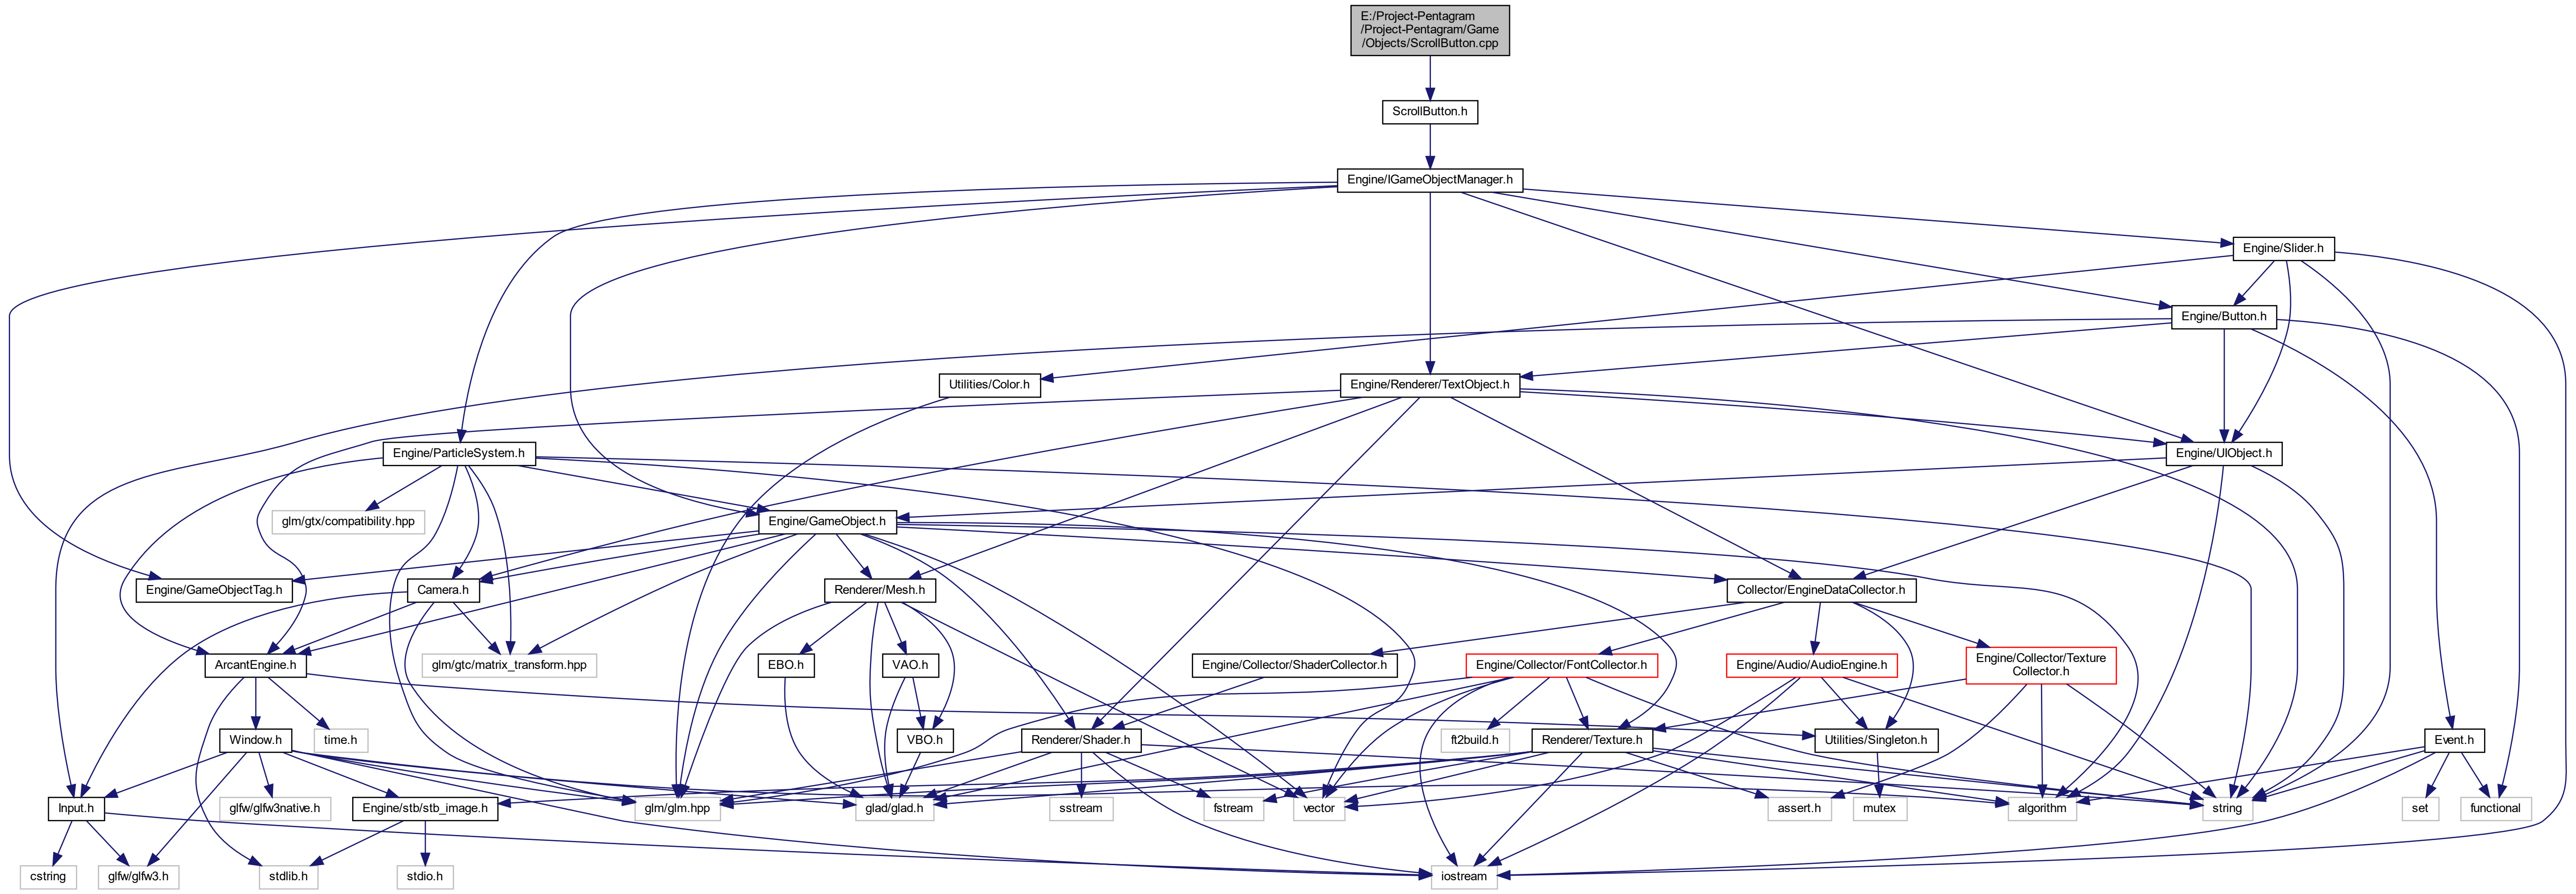 E:/Project-Pentagram
/Project-Pentagram/Game
/Objects/ScrollButton.cpp
ScrollButton.h
Engine/IGameObjectManager.h
Engine/Slider.h
Engine/Button.h
Utilities/Color.h
Engine/Renderer/TextObject.h
Engine/ParticleSystem.h
Engine/UIObject.h
glm/gtx/compatibility.hpp
Engine/GameObject.h
Engine/GameObjectTag.h
Camera.h
Renderer/Mesh.h
Collector/EngineDataCollector.h
ArcantEngine.h
glm/gtc/matrix_transform.hpp
EBO.h
VAO.h
Engine/Collector/ShaderCollector.h
Engine/Collector/FontCollector.h
Engine/Audio/AudioEngine.h
Engine/Collector/Texture
Collector.h
Window.h
time.h
VBO.h
Renderer/Shader.h
ft2build.h
Renderer/Texture.h
Utilities/Singleton.h
Event.h
Input.h
glfw/glfw3native.h
Engine/stb/stb_image.h
glm/glm.hpp
glad/glad.h
sstream
fstream
vector
assert.h
mutex
algorithm
string
set
functional
cstring
glfw/glfw3.h
stdlib.h
stdio.h
iostream